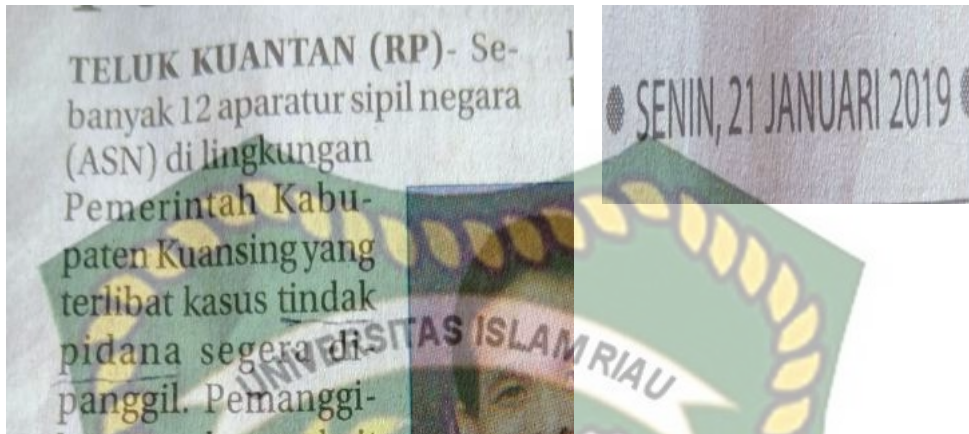 TELUK KUANTAN (RP)- Se-
banyak 12 aparatur sipil negara
(ASN) di lingkungan
Pemerintah Kabu-
paten Kuansing yang
terlibat kasus tindak
pidana segera di-
panggil. Pemanggi-
SENIN, 21 JANUARI 2019
UNIVERSITAS ISLAM RIAU